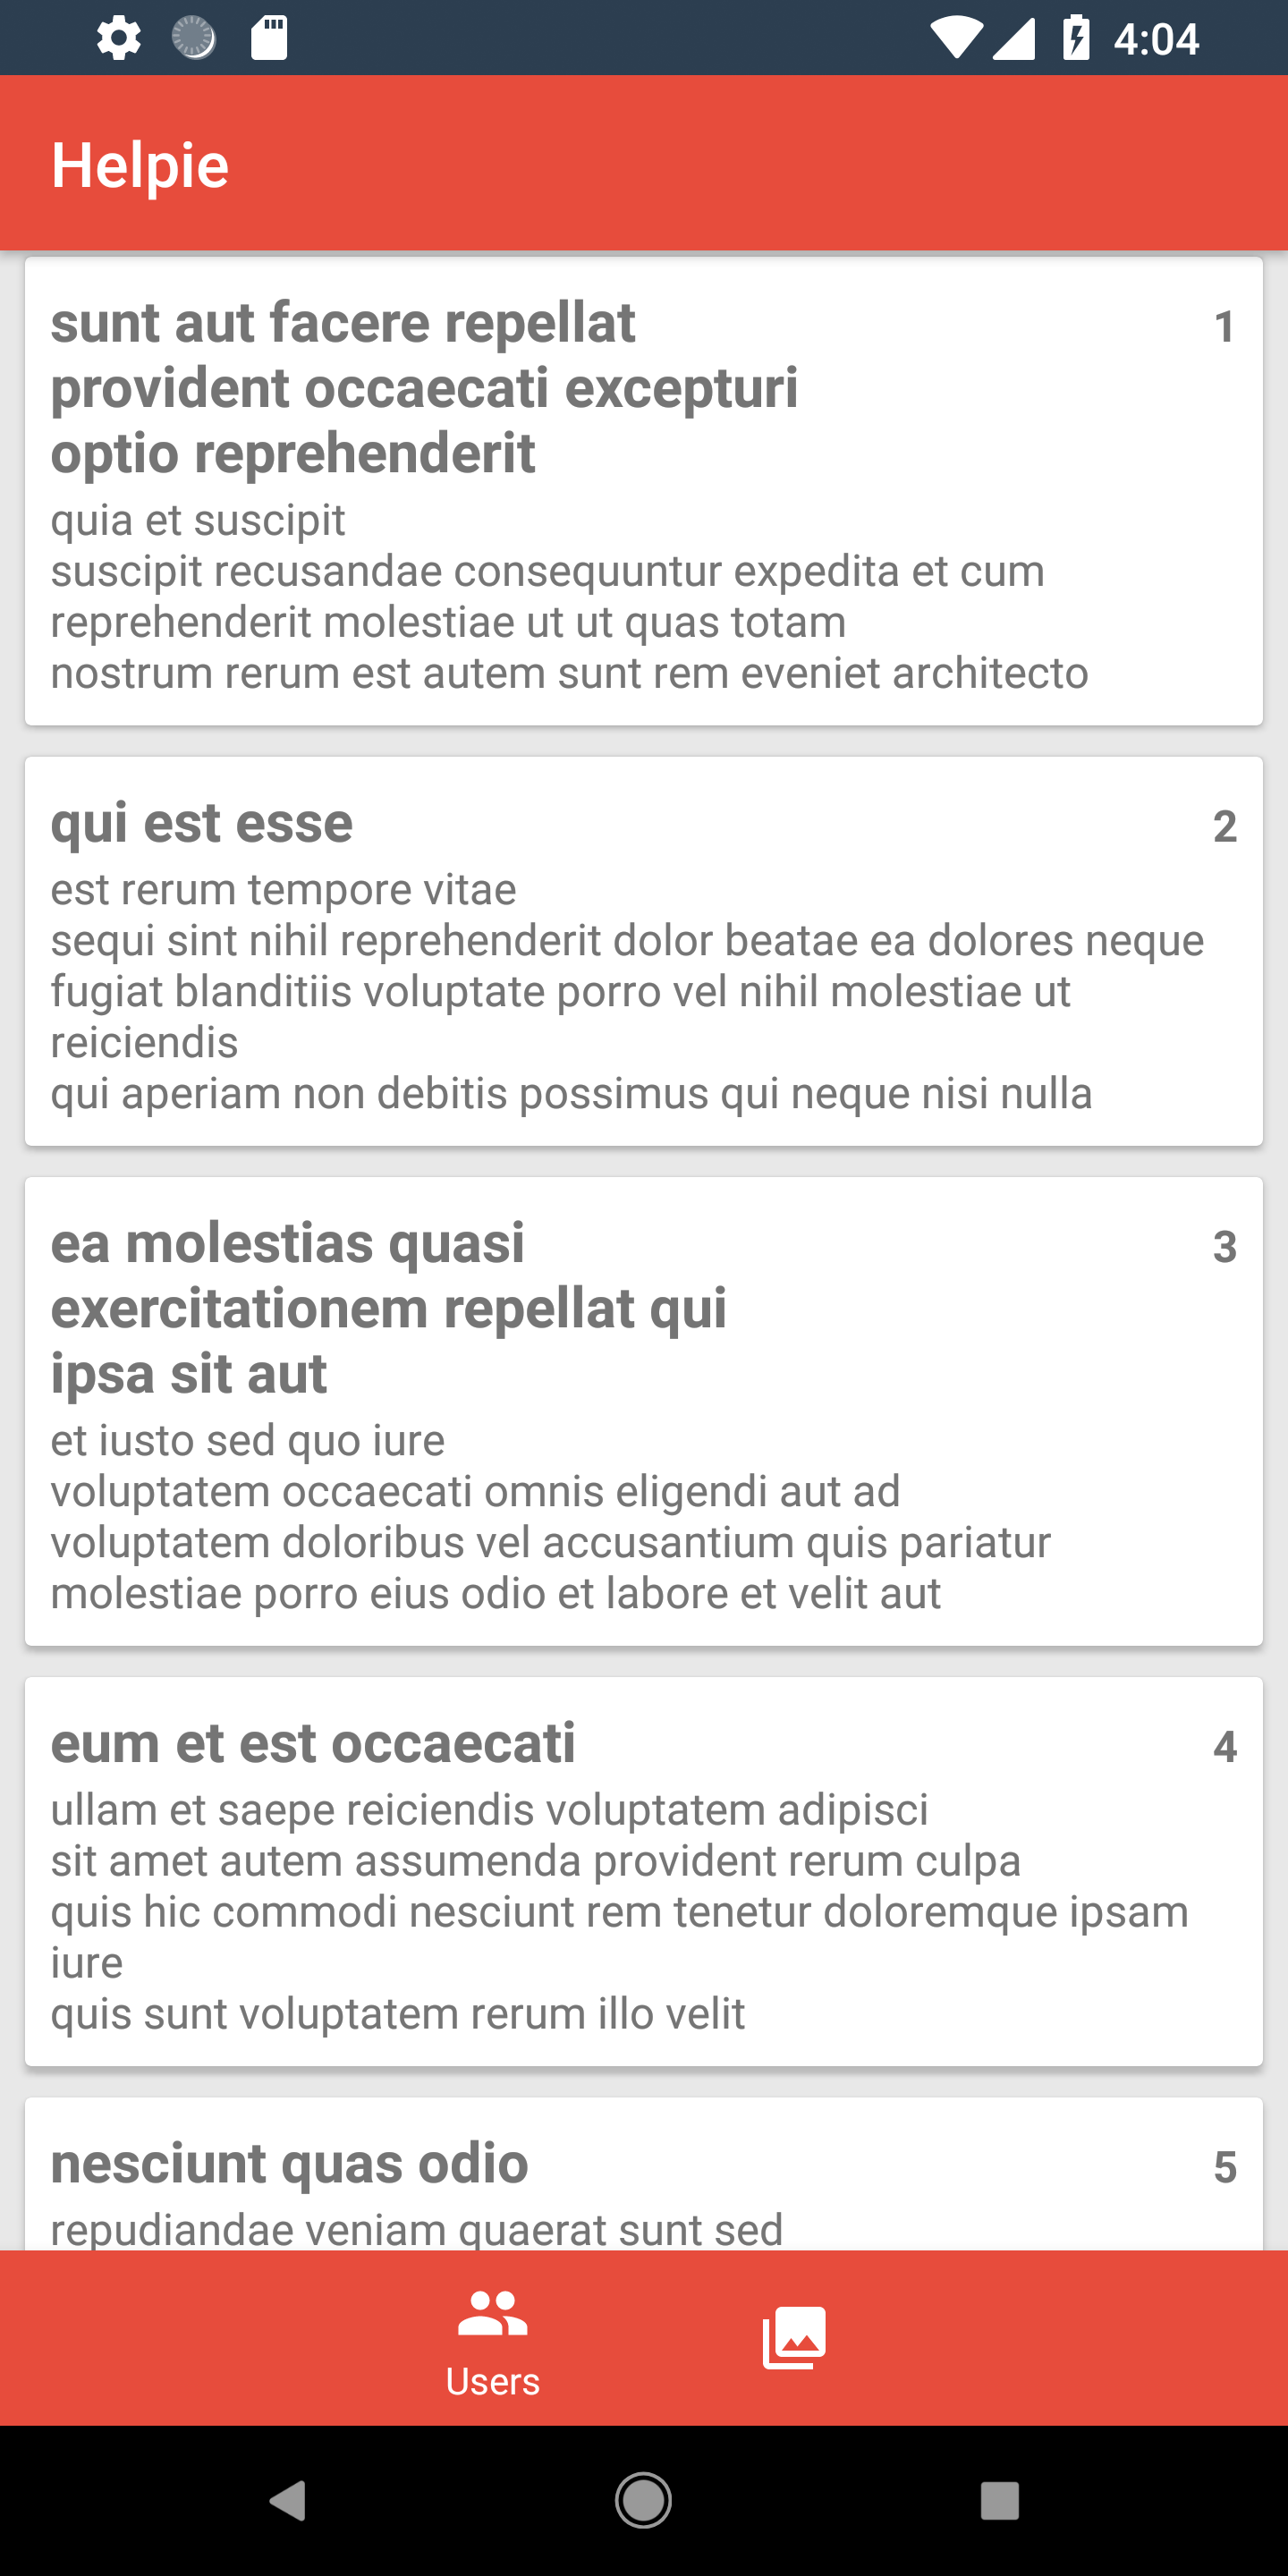 4:04
Helpie
sunt aut facere repellat
1
provident occaecati excepturi
optio reprehenderit
quia et suscipit
suscipit recusandae consequuntur expedita et cum
reprehenderit molestiae ut ut quas totam
nostrum rerum est autem sunt rem eveniet architecto
qui est esse
2
est rerum tempore vitae
sequi sint nihil reprehenderit dolor beatae ea dolores neque
fugiat blanditiis voluptate porro vel nihil molestiae ut
reiciendis
qui aperiam non debitis possimus qui neque nisi nulla
ea molestias quasi
3
exercitationem repellat qui
ipsa sit aut
et iusto sed quo iure
voluptatem occaecati omnis eligendi aut ad
voluptatem doloribus vel accusantium quis pariatur
molestiae porro eius odio et labore et velit aut
eum et est occaecati
4
ullam et saepe reiciendis voluptatem adipisci
sit amet autem assumenda provident rerum culpa
quis hic commodi nesciunt rem tenetur doloremque ipsam
iure
quis sunt voluptatem rerum illo velit
nesciunt quas odio
5
repudiandae veniam quaerat sunt sed
Users